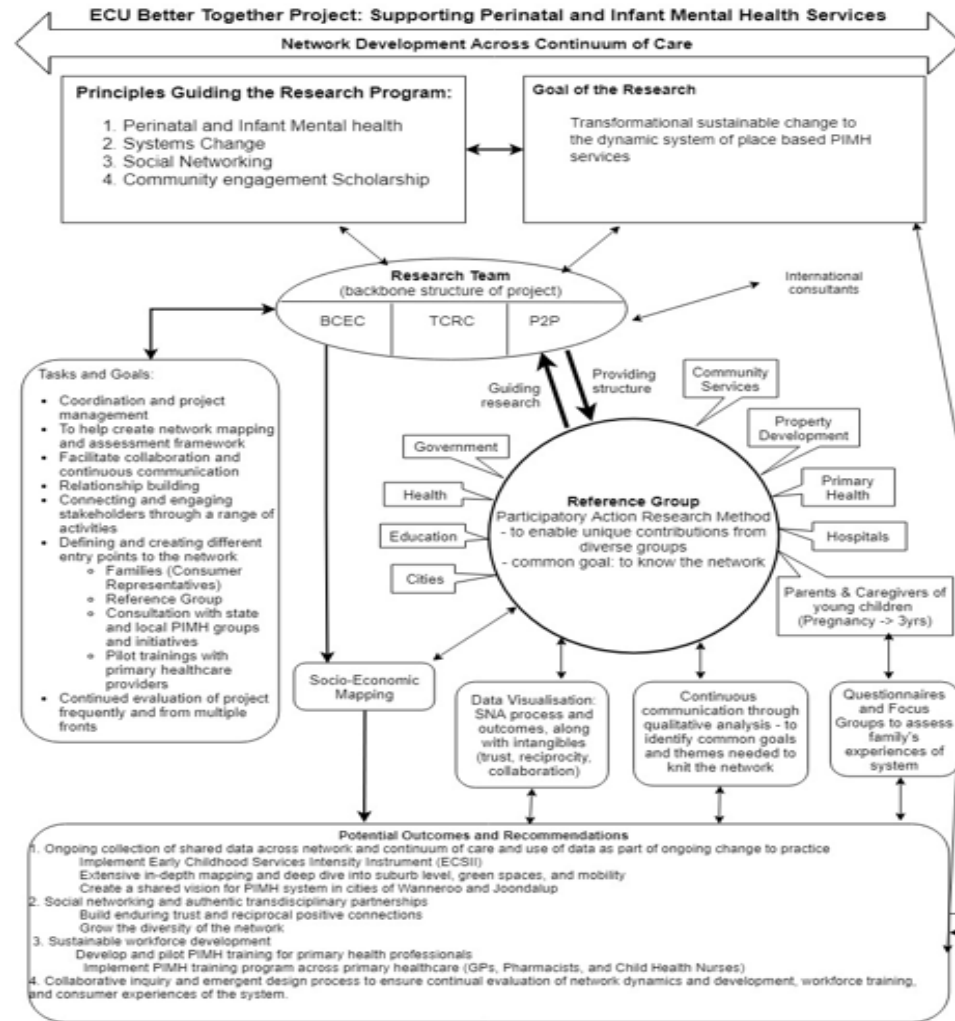 ECU Better Together Project: Supporting Perinatal and Infant Mental Health Services
Network Development Across Continuum of Care
Principles Guiding the Research Program:
1. Perinatal and Infant Mental health
2. Systems Change
3. Social Networking
4. Community engagement Scholarship
Goal of the Research
Transformational sustainable change to
the dynamic system of place based PIMH
services
Research Team
(backbone structure of project)
BCEC
TCRC
P2P
International
consultants
Tasks and Goals:
• Coordination and project
management
• To help create network mapping
and assessment framework
• Facilitate collaboration and
continuous communication
• Relationship building
• Connecting and engaging
stakeholders through a range of
activities
• Defining and creating different
entry points to the network
○ Families (Consumer
Representatives)
○ Reference Group
○ Consultation with state
and local PIMH groups
and initiatives
○ Pilot trainings with
primary healthcare
providers
• Continued evaluation of project
frequently and from multiple
fronts
Guiding
research
Providing
structure
Community
Services
Property
Development
Primary
Health
Hospitals
Parents & Caregivers of
young children
(Pregnancy -> 3yrs)
Government
Health
Education
Cities
Reference Group
Participatory Action Research Method
- to enable unique contributions from
diverse groups
- common goal: to know the network
Socio-Economic
Mapping
Data Visualisation:
SNA process and
outcomes, along
with intangibles
(trust, reciprocity,
collaboration)
Continuous
communication through
qualitative analysis - to
identify common goals
and themes needed to
knit the network
Questionnaires
and Focus
Groups to assess
family's
experiences of
system
Potential Outcomes and Recommendations
1. Ongoing collection of shared data across network and continuum of care and use of data as part of ongoing change to practice
Implement Early Childhood Services Intensity Instrument (ECSII)
Extensive in-depth mapping and deep dive into suburb level, green spaces, and mobility
Create a shared vision for PIMH system in cities of Wanneroo and Joondalup
2. Social networking and authentic transdisciplinary partnerships
Build enduring trust and reciprocal positive connections
Grow the diversity of the network
3. Sustainable workforce development
Develop and pilot PIMH training for primary health professionals
Implement PIMH training program across primary healthcare (GPs, Pharmacists, and Child Health Nurses)
4. Collaborative inquiry and emergent design process to ensure continual evaluation of network dynamics and development, workforce training,
and consumer experiences of the system.